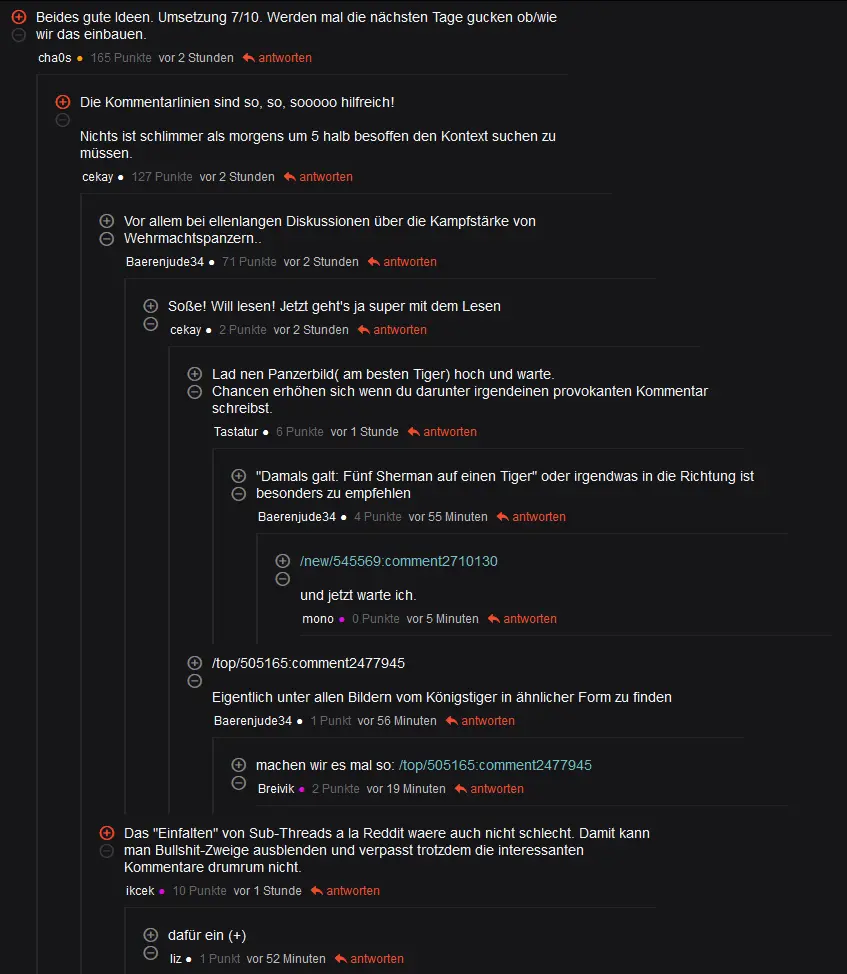 Beides gute Ideen. Umsetzung 7/10. Werden mal die nächsten Tage gucken ob/wie
wir das einbauen.
cha0s ● 165 Punkte vor 2 Stunden antworten
Die Kommentarlinien sind so, so, sooooo hilfreich!
Nichts ist schlimmer als morgens um 5 halb besoffen den Kontext suchen zu
müssen.
cekay ● 127 Punkte vor 2 Stunden antworten
Vor allem bei ellenlangen Diskussionen über die Kampfstärke von
Wehrmachtspanzern..
Baerenjude34 ● 71 Punkte vor 2 Stunden antworten
Soße! Will lesen! Jetzt geht's ja super mit dem Lesen
cekay ● 2 Punkte vor 2 Stunden antworten
Lad nen Panzerbild( am besten Tiger) hoch und warte.
Chancen erhöhen sich wenn du darunter irgendeinen provokanten Kommentar
schreibst.
Tastatur ● 6 Punkte vor 1 Stunde antworten
"Damals galt: Fünf Sherman auf einen Tiger" oder irgendwas in die Richtung ist
besonders zu empfehlen
Baerenjude34 ● 4 Punkte vor 55 Minuten antworten
/new/545569:comment2710130
und jetzt warte ich.
mono ● 0 Punkte vor 5 Minuten antworten
/top/505165:comment2477945
Eigentlich unter allen Bildern vom Königstiger in ähnlicher Form zu finden
Baerenjude34 ● 1 Punkt vor 56 Minuten antworten
machen wir es mal so: /top/505165:comment2477945
Breivik ● 2 Punkte vor 19 Minuten antworten
Das "Einfalten" von Sub-Threads a la Reddit waere auch nicht schlecht. Damit kann
man Bullshit-Zweige ausblenden und verpasst trotzdem die interessanten
Kommentare drumrum nicht.
ikcek ● 10 Punkte vor 1 Stunde antworten
dafür ein (+)
liz ● 1 Punkt vor 52 Minuten antworten